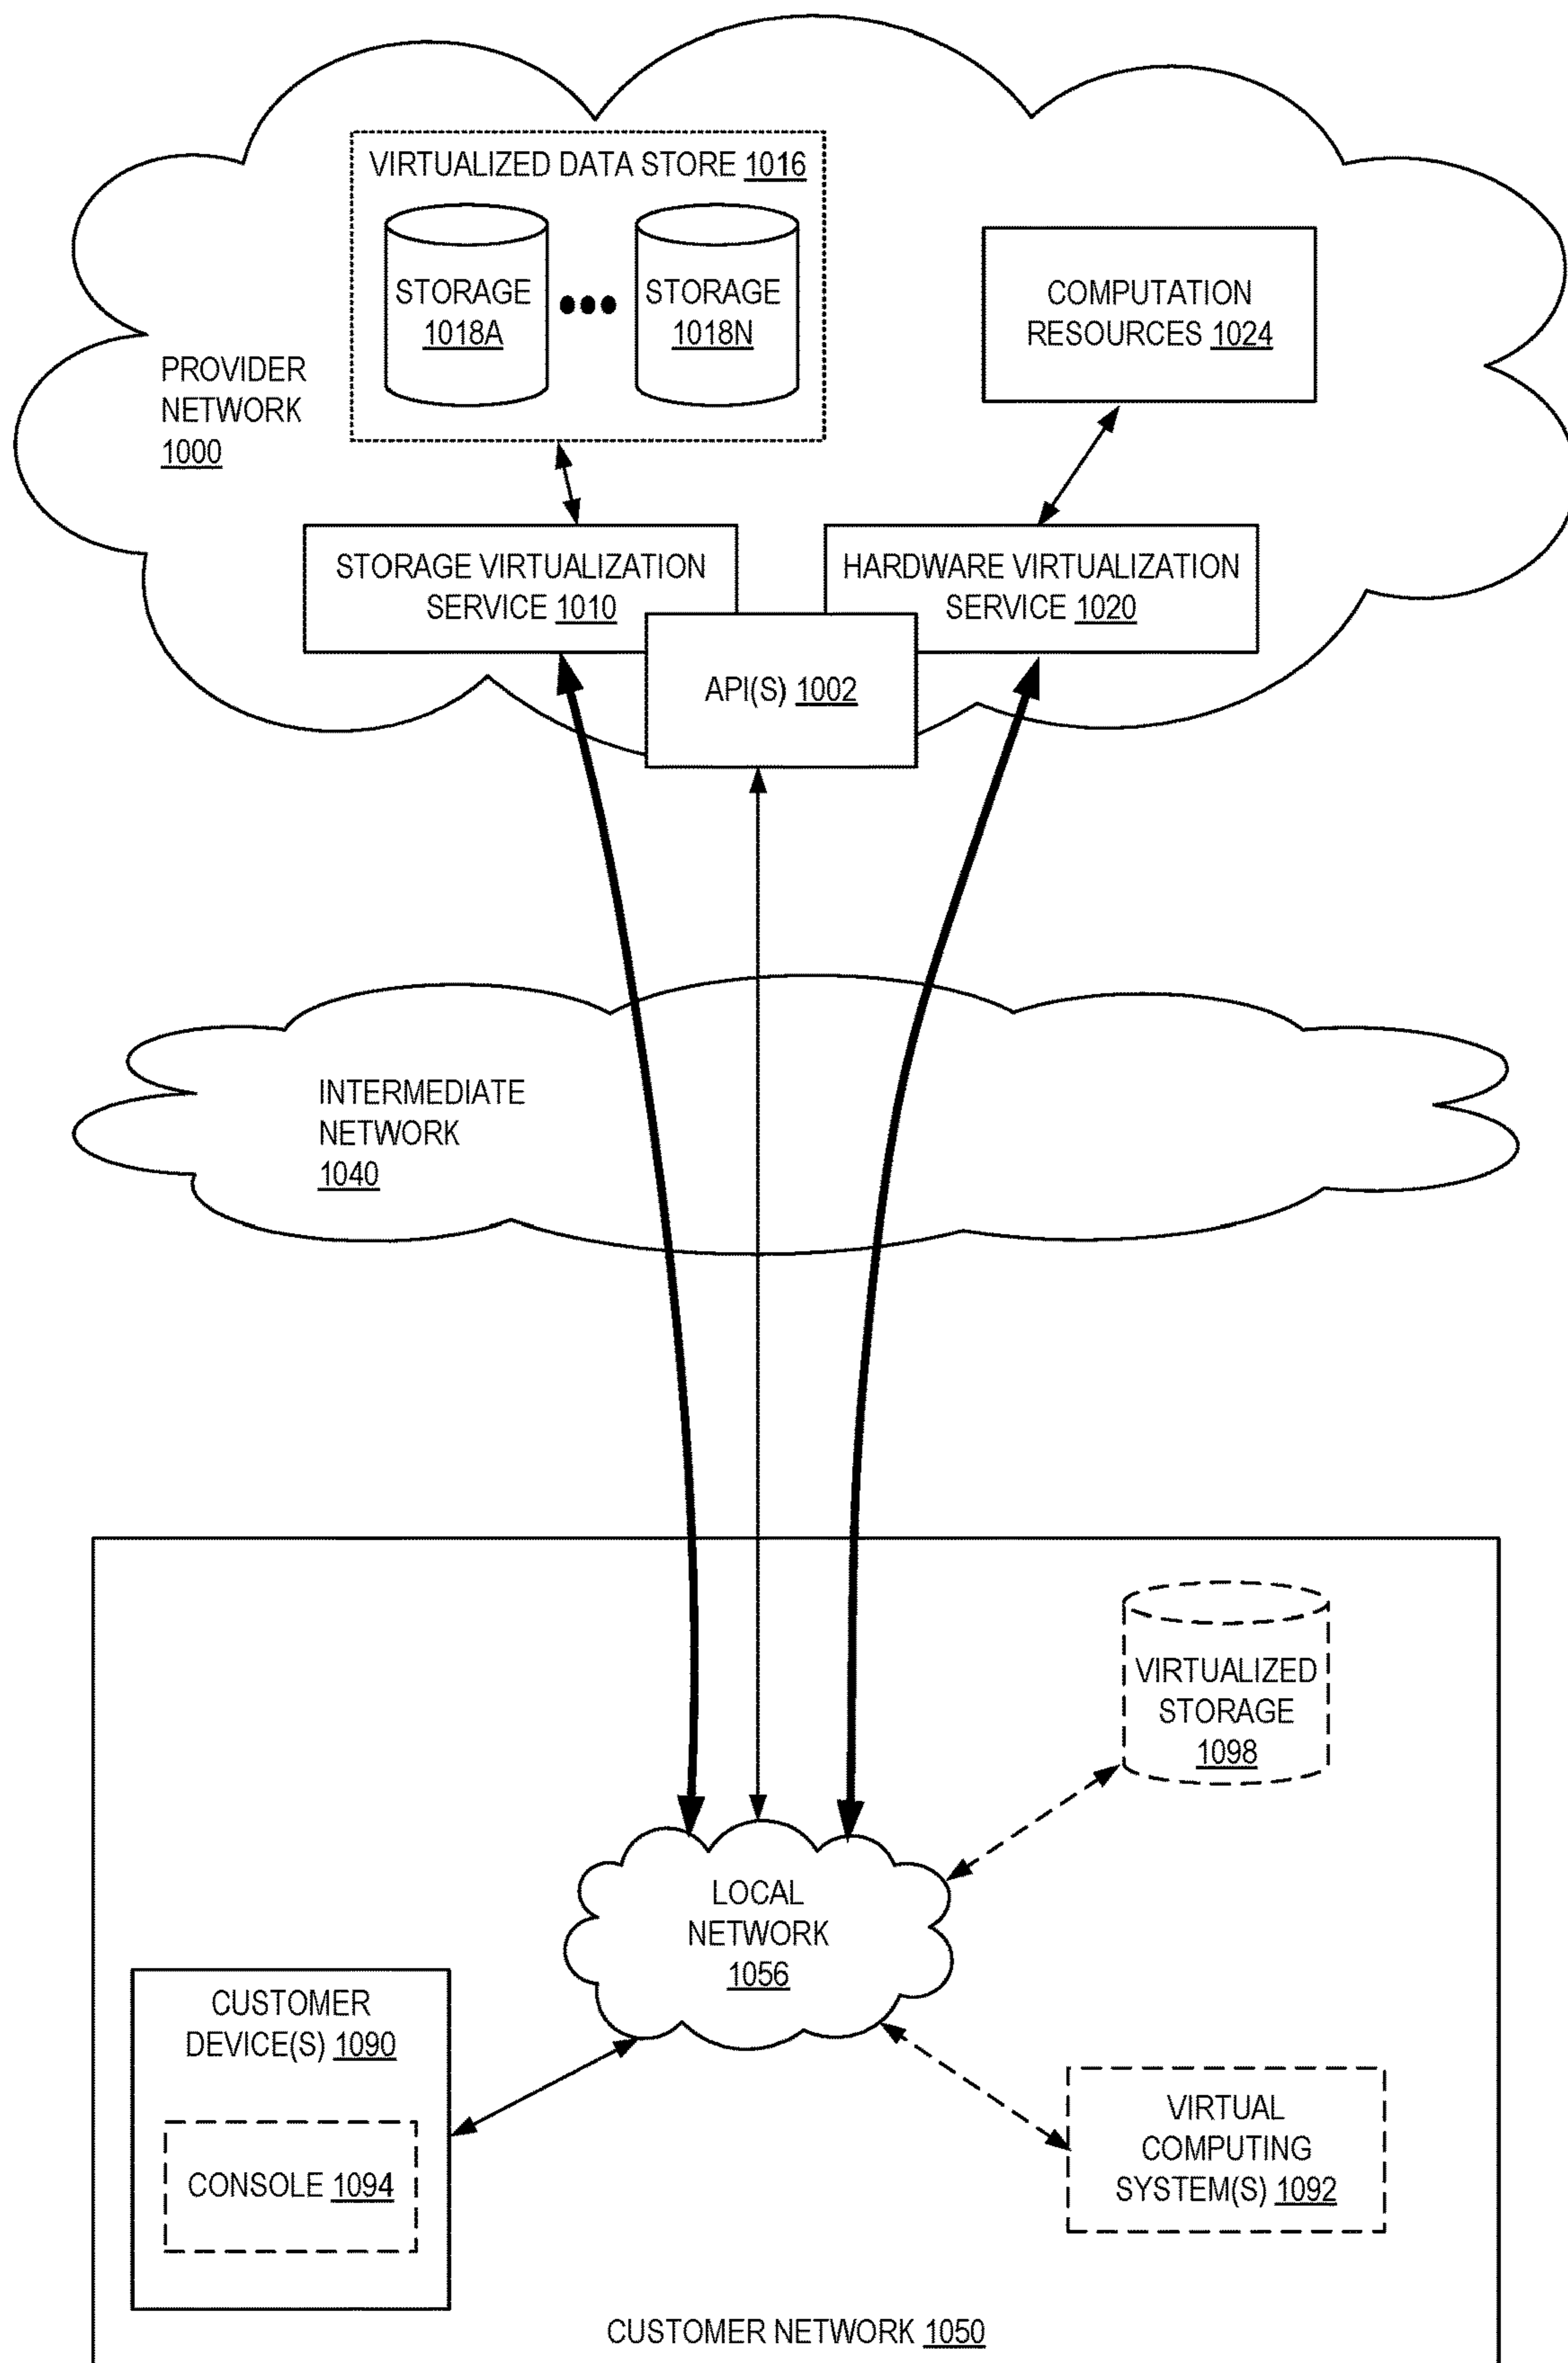 VIRTUALIZED DATA STORE 1016
STORAGE
1018A
STORAGE
1018N
COMPUTATION
RESOURCES 1024
PROVIDER
NETWORK
1000
STORAGE VIRTUALIZATION
SERVICE 1010
HARDWARE VIRTUALIZATION
SERVICE 1020
API(S) 1002
INTERMEDIATE
NETWORK
1040
VIRTUALIZED
STORAGE
1098
LOCAL
NETWORK
1056
CUSTOMER
DEVICE(S) 1090
CONSOLE 1094
VIRTUAL
COMPUTING
SYSTEM(S) 1092
CUSTOMER NETWORK 1050